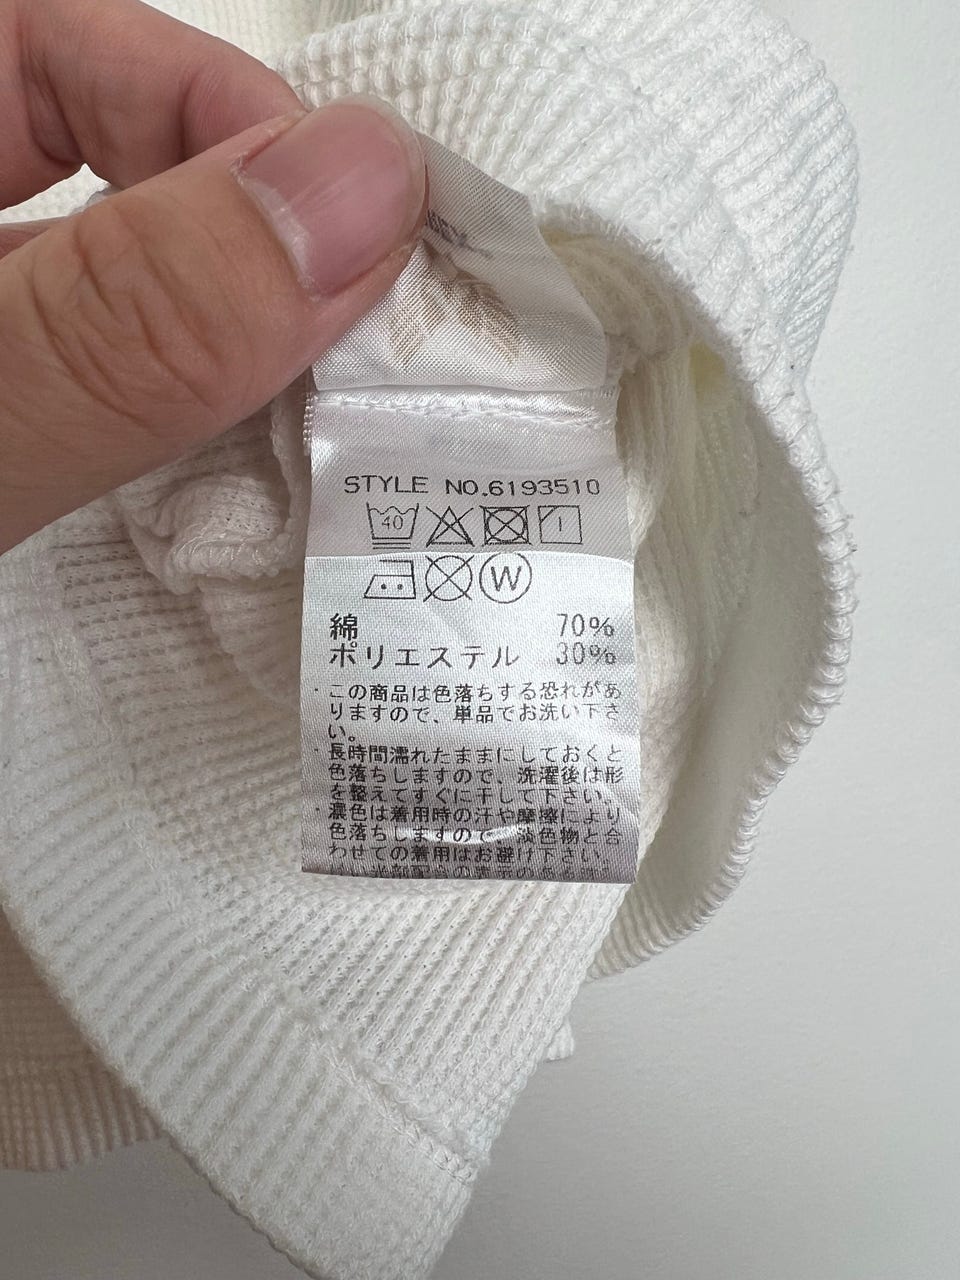 STYLE NO.6193510
40
W
綿 70%
ポリエステル 30%
・この商品は色落ちする恐れがあ
りますので、単品でお洗い下さ
い。
・長時間濡れたままにしておくと
色落ちしますので、洗濯後は形
を整えてすぐに干して下さい。
・濃色は着用時の汗や摩擦により
色落ちしますので、淡色物と合
わせての着用はお避け下さい。